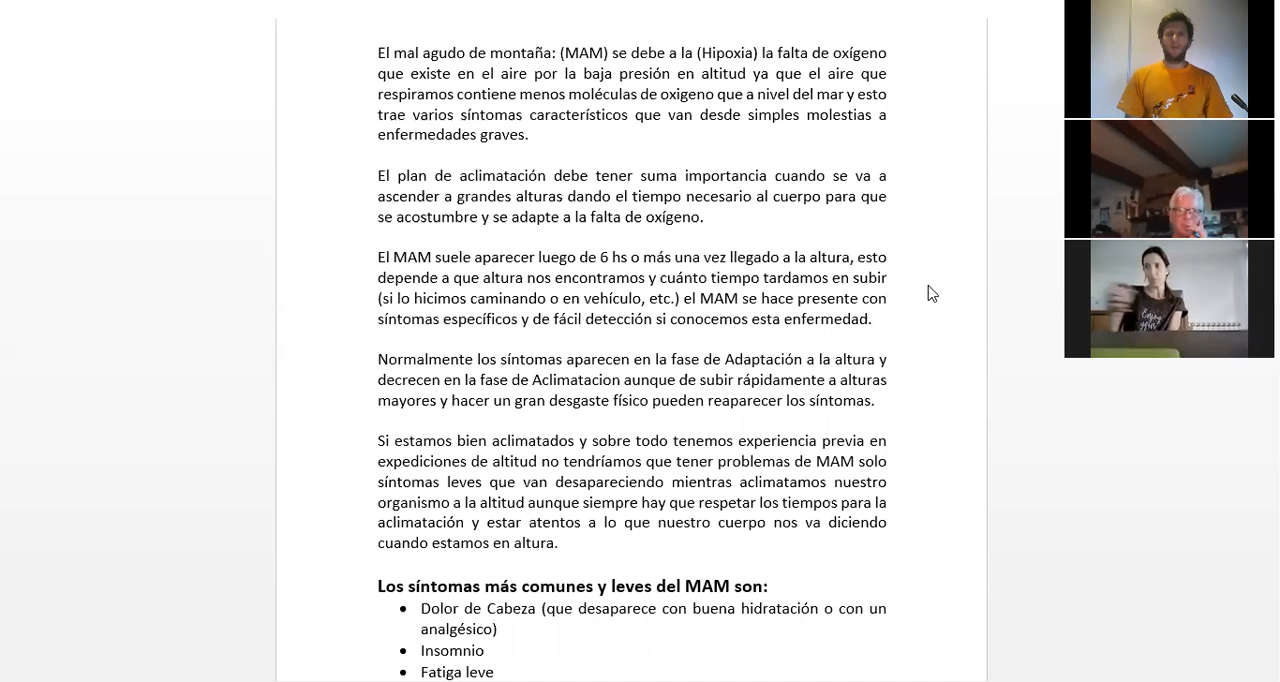 El mal agudo de montaña: (MAM) se debe a la (Hipoxia) la falta de oxígeno
que existe en el aire por la baja presión en altitud ya que el aire que
respiramos contiene menos moléculas de oxigeno que a nivel del mar y esto
trae varios síntomas característicos que van desde simples molestias a
enfermedades graves.
El plan de aclimatación debe tener suma importancia cuando se va a
ascender a grandes alturas dando el tiempo necesario al cuerpo para que
se acostumbre y se adapte a la falta de oxígeno.
El MAM suele aparecer luego de 6 hs o más una vez llegado a la altura, esto
depende a que altura nos encontramos y cuánto tiempo tardamos en subir
(si lo hicimos caminando o en vehículo, etc.) el MAM se hace presente con
síntomas específicos y de fácil detección si conocemos esta enfermedad.
Normalmente los síntomas aparecen en la fase de Adaptación a la altura y
decrecen en la fase de Aclimatacion aunque de subir rápidamente a alturas
mayores y hacer un gran desgaste físico pueden reaparecer los síntomas.
Si estamos bien aclimatados y sobre todo tenemos experiencia previa en
expediciones de altitud no tendríamos que tener problemas de MAM solo
síntomas leves que van desapareciendo mientras aclimatamos nuestro
organismo a la altitud aunque siempre hay que respetar los tiempos para la
aclimatación y estar atentos a lo que nuestro cuerpo nos va diciendo
cuando estamos en altura.
Los síntomas más comunes y leves del MAM son:
• Dolor de Cabeza (que desaparece con buena hidratación o con un
analgésico)
• Insomnio
• Fatiga leve
Enjoy